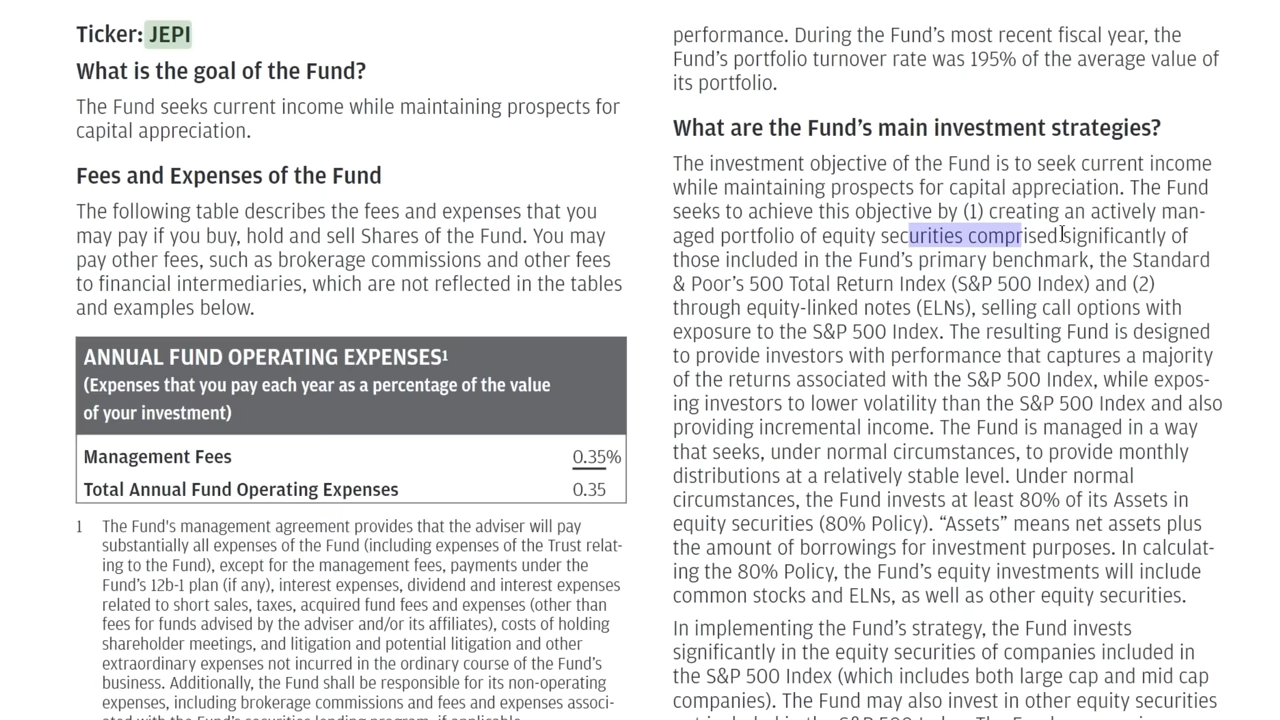 Ticker: JEPI
What is the goal of the Fund?
The Fund seeks current income while maintaining prospects for
capital appreciation.
Fees and Expenses of the Fund
The following table describes the fees and expenses that you
may pay if you buy, hold and sell Shares of the Fund. You may
pay other fees, such as brokerage commissions and other fees
to financial intermediaries, which are not reflected in the tables
and examples below.
ANNUAL FUND OPERATING EXPENSES¹
(Expenses that you pay each year as a percentage of the value
of your investment)
Management Fees 0.35%
Total Annual Fund Operating Expenses 0.35
1 The Fund's management agreement provides that the adviser will pay
substantially all expenses of the Fund (including expenses of the Trust relat-
ing to the Fund), except for the management fees, payments under the
Fund's 12b-1 plan (if any), interest expenses, dividend and interest expenses
related to short sales, taxes, acquired fund fees and expenses (other than
fees for funds advised by the adviser and/or its affiliates), costs of holding
shareholder meetings, and litigation and potential litigation and other
extraordinary expenses not incurred in the ordinary course of the Fund's
business. Additionally, the Fund shall be responsible for its non-operating
expenses, including brokerage commissions and fees and expenses associ-
ated with the Fund's securities lending program, if applicable.
performance. During the Fund's most recent fiscal year, the
Fund's portfolio turnover rate was 195% of the average value of
its portfolio.
What are the Fund's main investment strategies?
The investment objective of the Fund is to seek current income
while maintaining prospects for capital appreciation. The Fund
seeks to achieve this objective by (1) creating an actively man-
aged portfolio of equity securities comprised significantly of
those included in the Fund's primary benchmark, the Standard
& Poor's 500 Total Return Index (S&P 500 Index) and (2)
through equity-linked notes (ELNs), selling call options with
exposure to the S&P 500 Index. The resulting Fund is designed
to provide investors with performance that captures a majority
of the returns associated with the S&P 500 Index, while expos-
ing investors to lower volatility than the S&P 500 Index and also
providing incremental income. The Fund is managed in a way
that seeks, under normal circumstances, to provide monthly
distributions at a relatively stable level. Under normal
circumstances, the Fund invests at least 80% of its Assets in
equity securities (80% Policy). “Assets” means net assets plus
the amount of borrowings for investment purposes. In calculat-
ing the 80% Policy, the Fund's equity investments will include
common stocks and ELNs, as well as other equity securities.
In implementing the Fund's strategy, the Fund invests
significantly in the equity securities of companies included in
the S&P 500 Index (which includes both large cap and mid cap
companies). The Fund may also invest in other equity securities
not included in the S&P 500 Index. The Fund